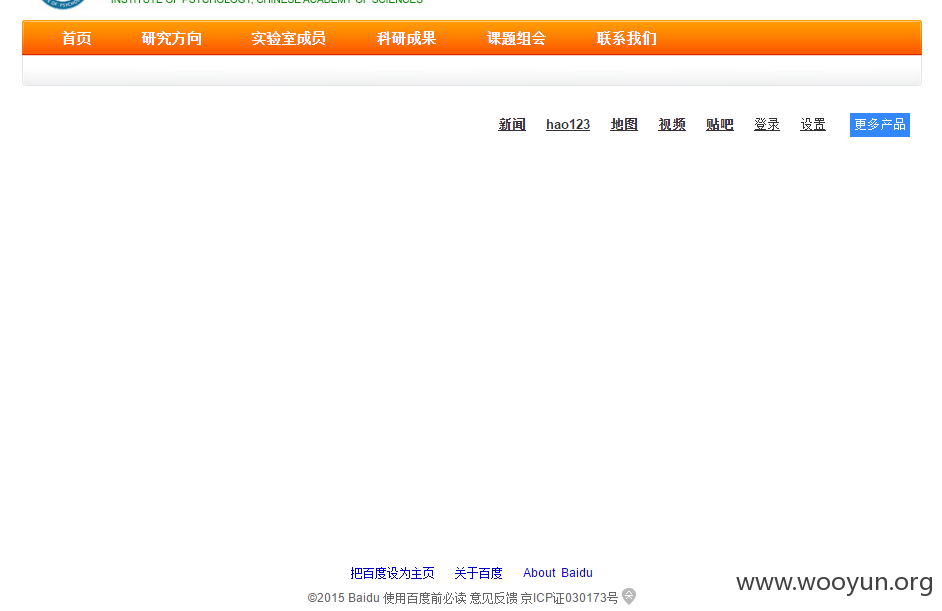 INSTITUTE OF PSYCHOLOGY, CHINESE ACADEMY OF SCIENCES
首页 研究方向 实验室成员 科研成果 课题组会 联系我们
新闻 hao123 地图 视频 贴吧 登录 设置 更多产品
把百度设为主页 关于百度 About Baidu
©2015 Baidu 使用百度前必读 意见反馈 京ICP证030173号
www.wooyun.org